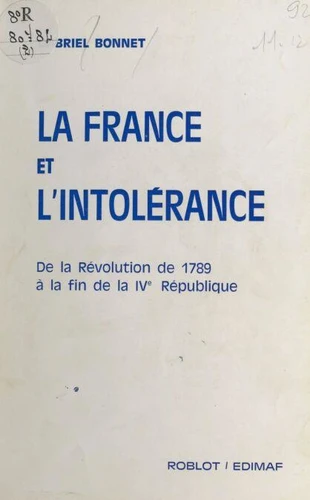 8º R
BRIEL BONNET
LA FRANCE
ET
L'INTOLÉRANCE
De la Révolution de 1789
à la fin de la IVe République
ROBLOT / EDIMAF